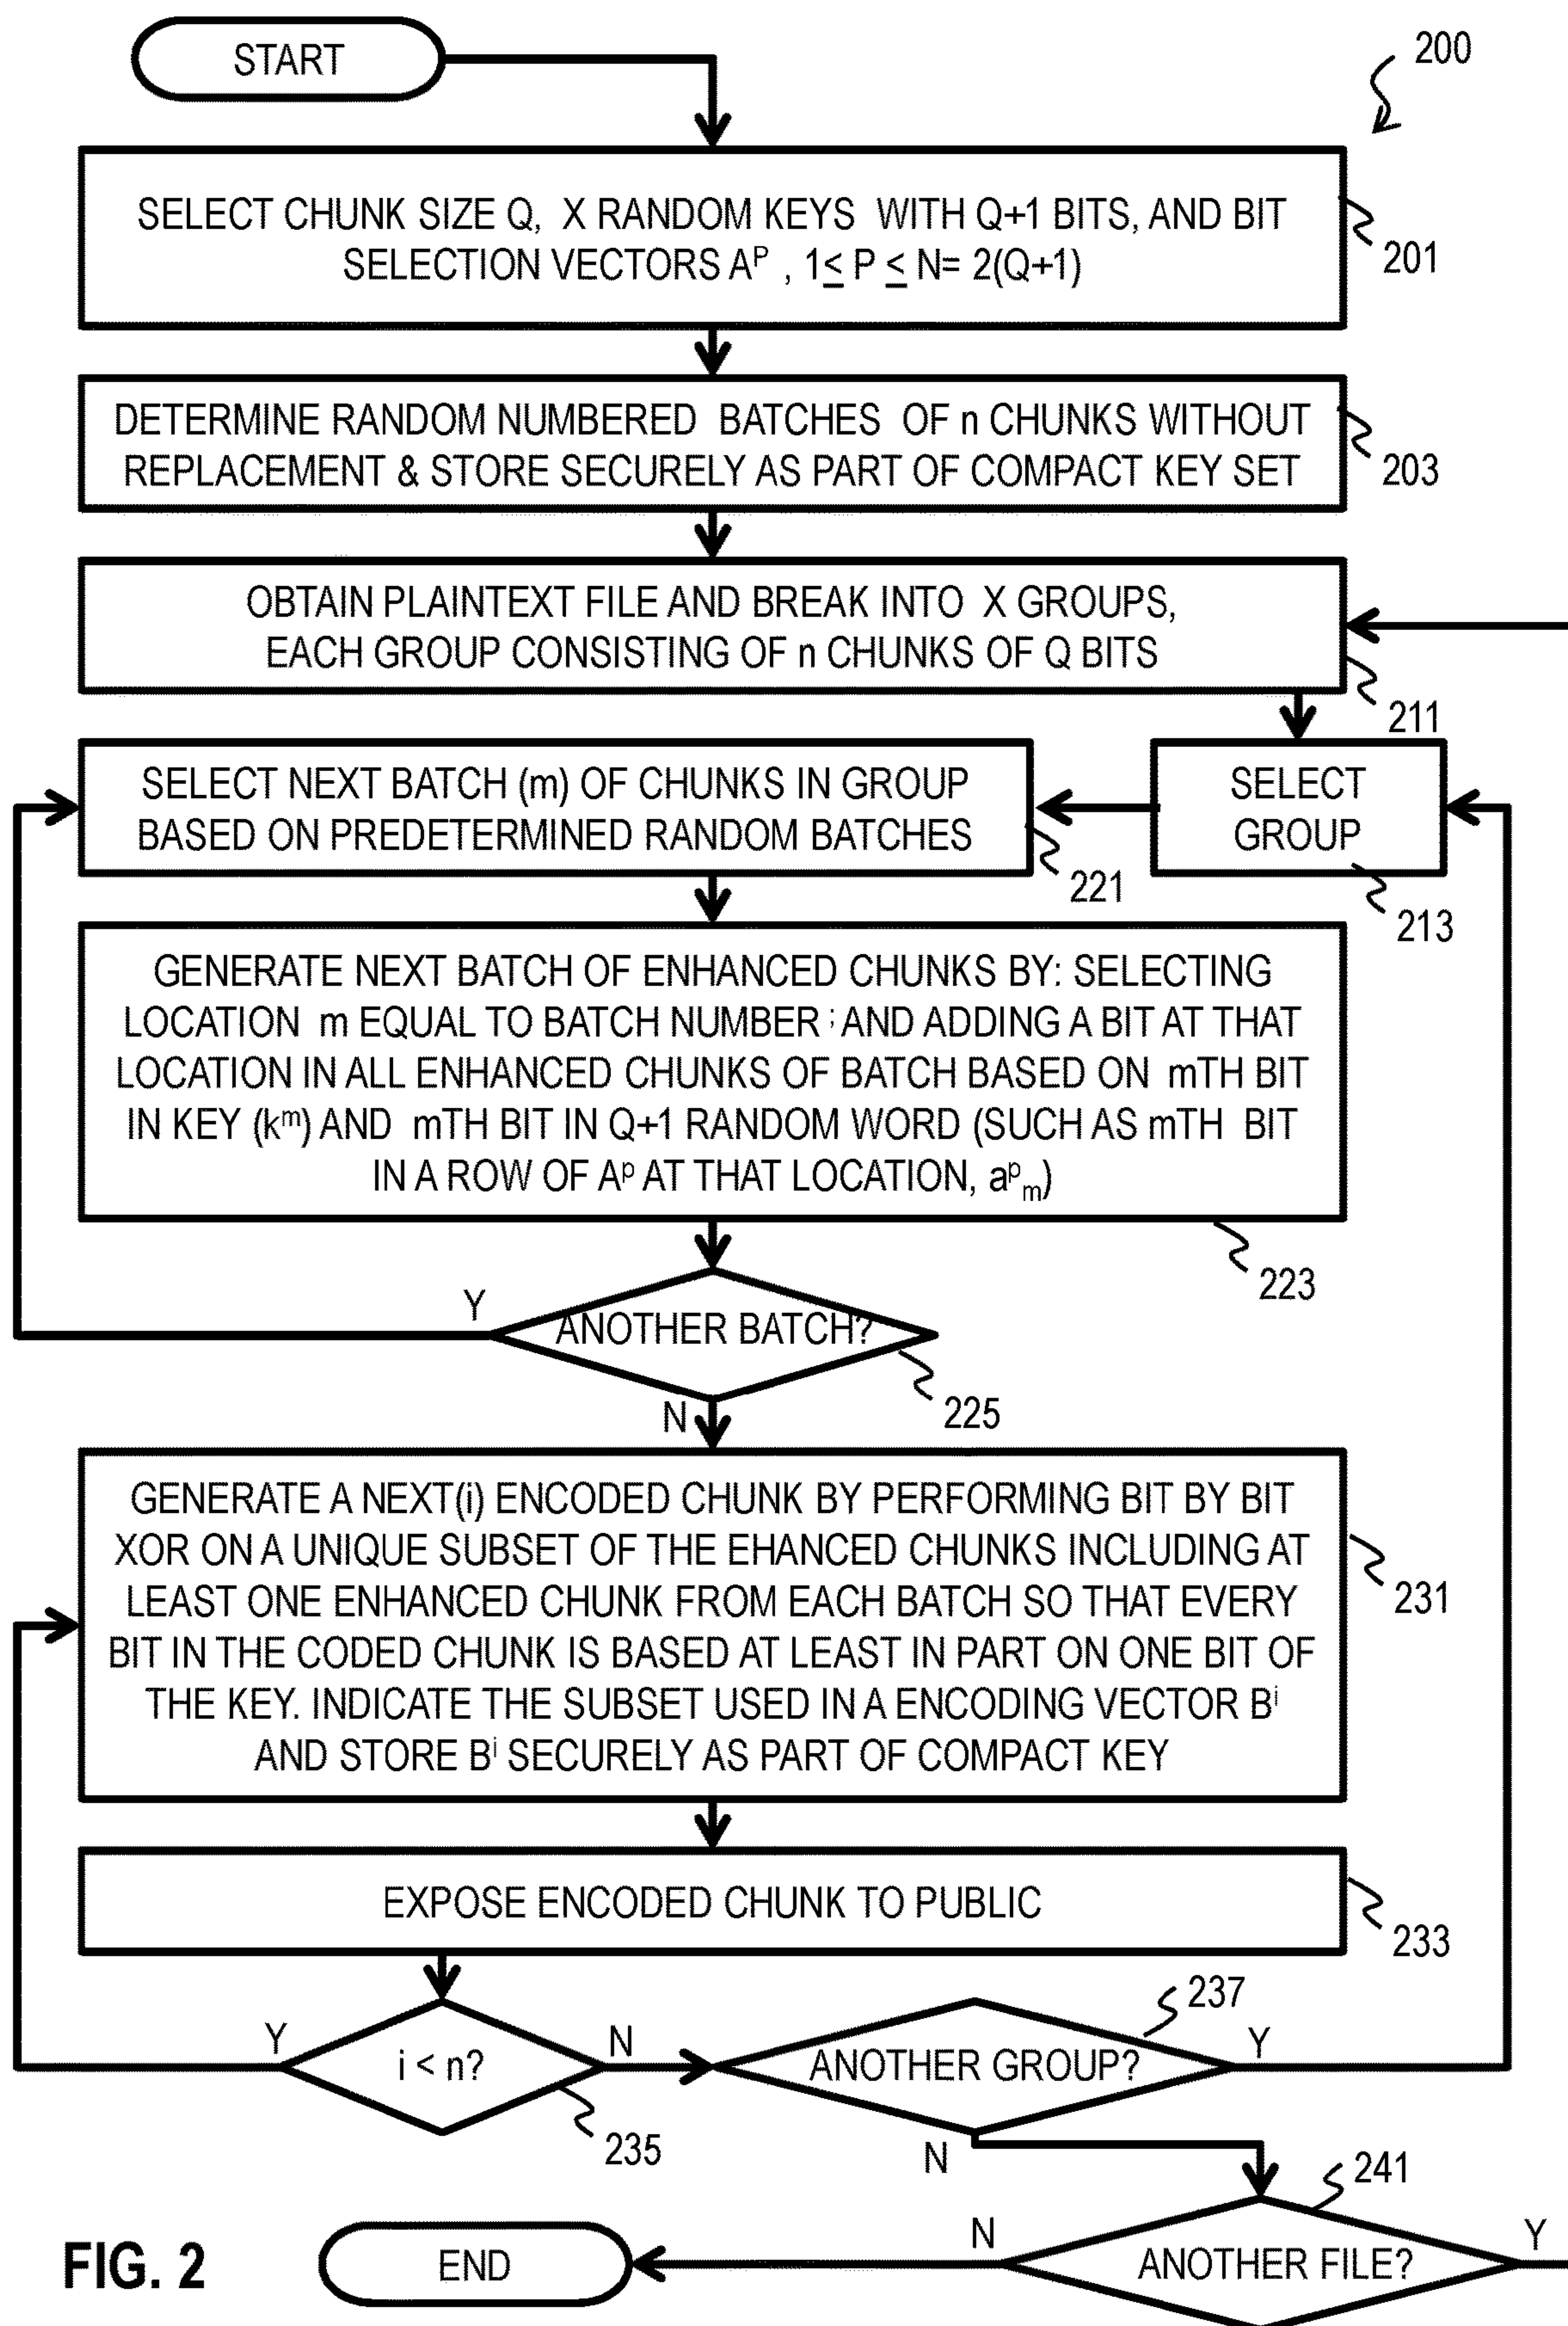 START
200
SELECT CHUNK SIZE Q, X RANDOM KEYS WITH Q+1 BITS, AND BIT
SELECTION VECTORS Aᴾ , 1≤ P ≤ N= 2(Q+1)
201
DETERMINE RANDOM NUMBERED BATCHES OF n CHUNKS WITHOUT
REPLACEMENT & STORE SECURELY AS PART OF COMPACT KEY SET
203
OBTAIN PLAINTEXT FILE AND BREAK INTO X GROUPS,
EACH GROUP CONSISTING OF n CHUNKS OF Q BITS
211
SELECT
GROUP
213
SELECT NEXT BATCH (m) OF CHUNKS IN GROUP
BASED ON PREDETERMINED RANDOM BATCHES
221
GENERATE NEXT BATCH OF ENHANCED CHUNKS BY: SELECTING
LOCATION m EQUAL TO BATCH NUMBER ; AND ADDING A BIT AT THAT
LOCATION IN ALL ENHANCED CHUNKS OF BATCH BASED ON mTH BIT
IN KEY (kᵐ) AND mTH BIT IN Q+1 RANDOM WORD (SUCH AS mTH BIT
IN A ROW OF Aᵖ AT THAT LOCATION, aᵖₘ)
223
ANOTHER BATCH?
Y
N
225
GENERATE A NEXT(i) ENCODED CHUNK BY PERFORMING BIT BY BIT
XOR ON A UNIQUE SUBSET OF THE EHANCED CHUNKS INCLUDING AT
LEAST ONE ENHANCED CHUNK FROM EACH BATCH SO THAT EVERY
BIT IN THE CODED CHUNK IS BASED AT LEAST IN PART ON ONE BIT OF
THE KEY. INDICATE THE SUBSET USED IN A ENCODING VECTOR Bⁱ
AND STORE Bⁱ SECURELY AS PART OF COMPACT KEY
231
EXPOSE ENCODED CHUNK TO PUBLIC
233
Y
i < n?
N
235
ANOTHER GROUP?
237
Y
N
241
ANOTHER FILE?
Y
N
END
FIG. 2